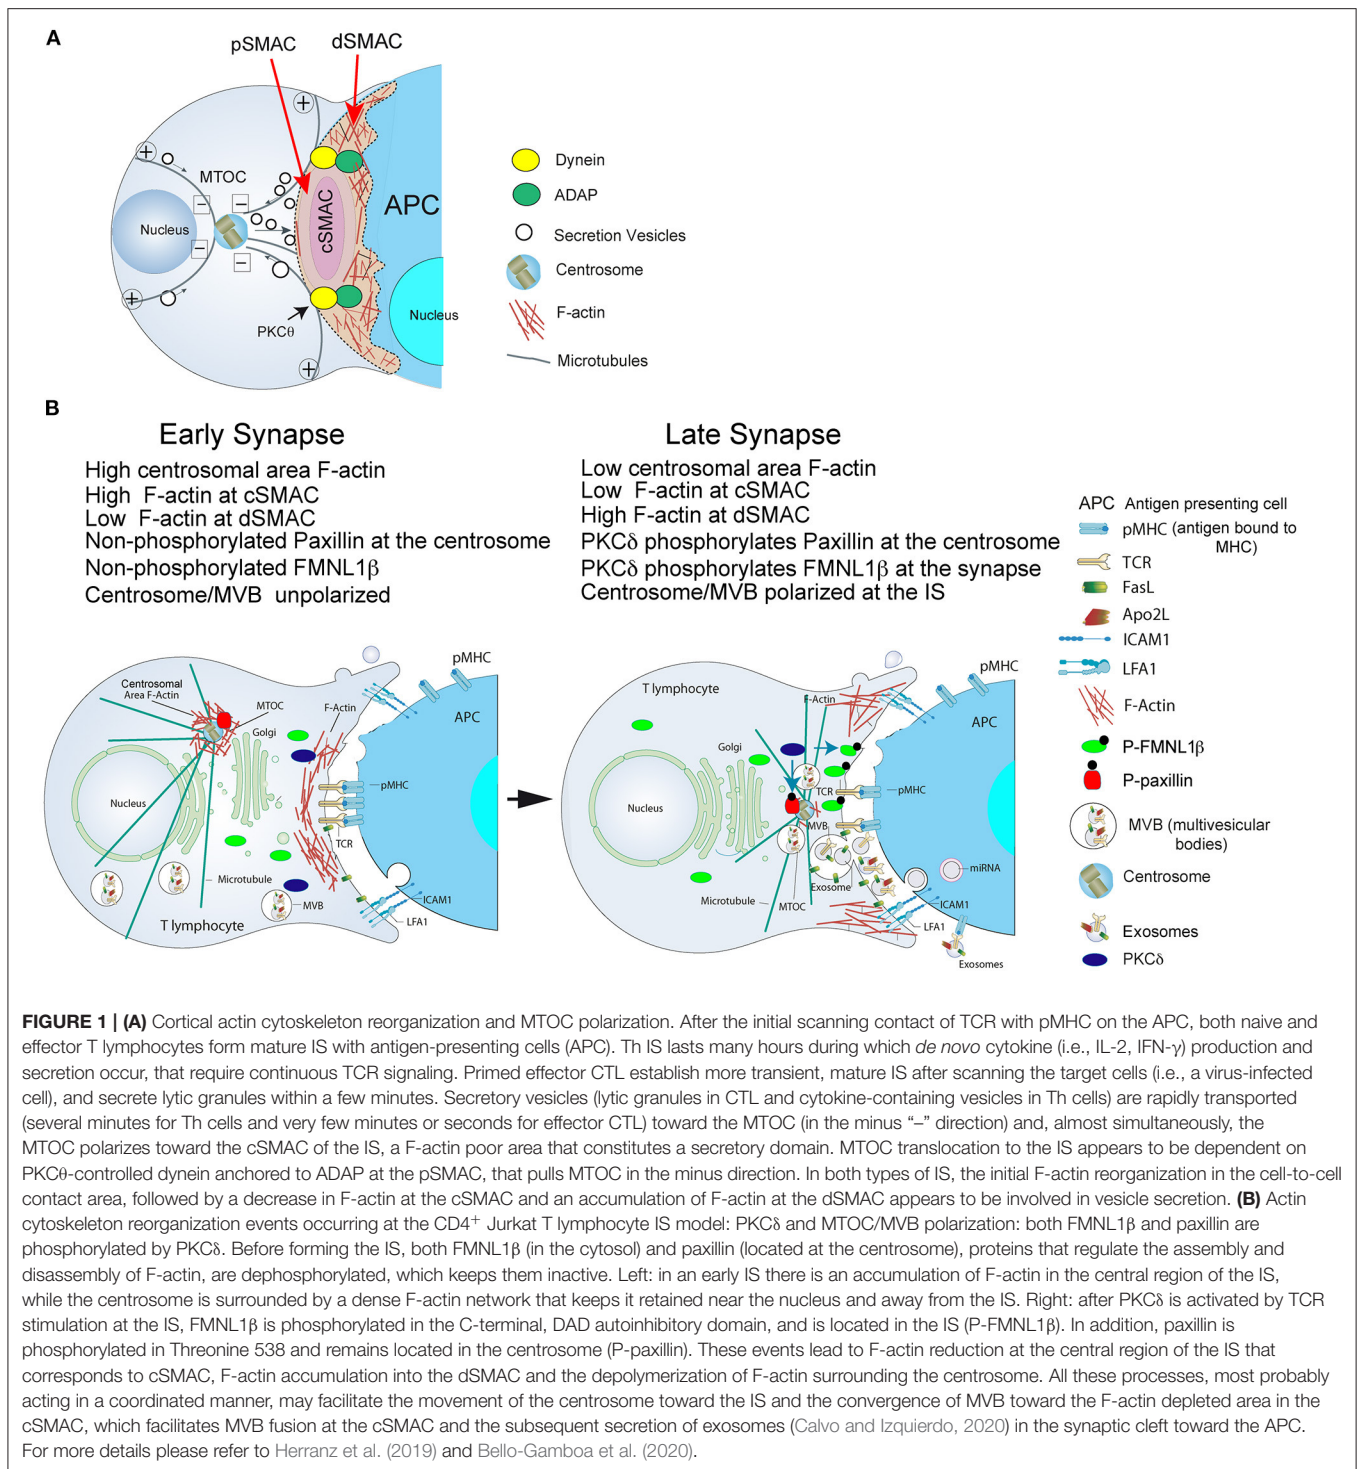 A
pSMAC
dSMAC
MTOC
Nucleus
cSMAC
APC
Nucleus
PKCθ
+
+
+
+
−
−
−
−
Dynein
ADAP
Secretion Vesicles
Centrosome
F-actin
Microtubules
B
Early Synapse
High centrosomal area F-actin
High F-actin at cSMAC
Low F-actin at dSMAC
Non-phosphorylated Paxillin at the centrosome
Non-phosphorylated FMNL1β
Centrosome/MVB unpolarized
Late Synapse
Low centrosomal area F-actin
Low F-actin at cSMAC
High F-actin at dSMAC
PKCδ phosphorylates Paxillin at the centrosome
PKCδ phosphorylates FMNL1β at the synapse
Centrosome/MVB polarized at the IS
Centrosomal
Area F-Actin
MTOC
Golgi
F-Actin
pMHC
APC
Nucleus
pMHC
TCR
Microtubule
MVB
T lymphocyte
ICAM1
LFA1
T lymphocyte
F-Actin
pMHC
APC
Golgi
Nucleus
TCR
pMHC
MVB
Exosome
miRNA
Microtubule
MTOC
ICAM1
LFA1
Exosomes
APC Antigen presenting cell
pMHC (antigen bound to
MHC)
TCR
FasL
Apo2L
ICAM1
LFA1
F-Actin
P-FMNL1β
P-paxillin
MVB (multivesicular
bodies)
Centrosome
Exosomes
PKCδ
FIGURE 1 | (A) Cortical actin cytoskeleton reorganization and MTOC polarization. After the initial scanning contact of TCR with pMHC on the APC, both naive and
effector T lymphocytes form mature IS with antigen-presenting cells (APC). Th IS lasts many hours during which de novo cytokine (i.e., IL-2, IFN-γ) production and
secretion occur, that require continuous TCR signaling. Primed effector CTL establish more transient, mature IS after scanning the target cells (i.e., a virus-infected
cell), and secrete lytic granules within a few minutes. Secretory vesicles (lytic granules in CTL and cytokine-containing vesicles in Th cells) are rapidly transported
(several minutes for Th cells and very few minutes or seconds for effector CTL) toward the MTOC (in the minus “–” direction) and, almost simultaneously, the
MTOC polarizes toward the cSMAC of the IS, a F-actin poor area that constitutes a secretory domain. MTOC translocation to the IS appears to be dependent on
PKCθ-controlled dynein anchored to ADAP at the pSMAC, that pulls MTOC in the minus direction. In both types of IS, the initial F-actin reorganization in the cell-to-cell
contact area, followed by a decrease in F-actin at the cSMAC and an accumulation of F-actin at the dSMAC appears to be involved in vesicle secretion. (B) Actin
cytoskeleton reorganization events occurring at the CD4+ Jurkat T lymphocyte IS model: PKCδ and MTOC/MVB polarization: both FMNL1β and paxillin are
phosphorylated by PKCδ. Before forming the IS, both FMNL1β (in the cytosol) and paxillin (located at the centrosome), proteins that regulate the assembly and
disassembly of F-actin, are dephosphorylated, which keeps them inactive. Left: in an early IS there is an accumulation of F-actin in the central region of the IS,
while the centrosome is surrounded by a dense F-actin network that keeps it retained near the nucleus and away from the IS. Right: after PKCδ is activated by TCR
stimulation at the IS, FMNL1β is phosphorylated in the C-terminal, DAD autoinhibitory domain, and is located in the IS (P-FMNL1β). In addition, paxillin is
phosphorylated in Threonine 538 and remains located in the centrosome (P-paxillin). These events lead to F-actin reduction at the central region of the IS that
corresponds to cSMAC, F-actin accumulation into the dSMAC and the depolymerization of F-actin surrounding the centrosome. All these processes, most probably
acting in a coordinated manner, may facilitate the movement of the centrosome toward the IS and the convergence of MVB toward the F-actin depleted area in the
cSMAC, which facilitates MVB fusion at the cSMAC and the subsequent secretion of exosomes (Calvo and Izquierdo, 2020) in the synaptic cleft toward the APC.
For more details please refer to Herranz et al. (2019) and Bello-Gamboa et al. (2020).